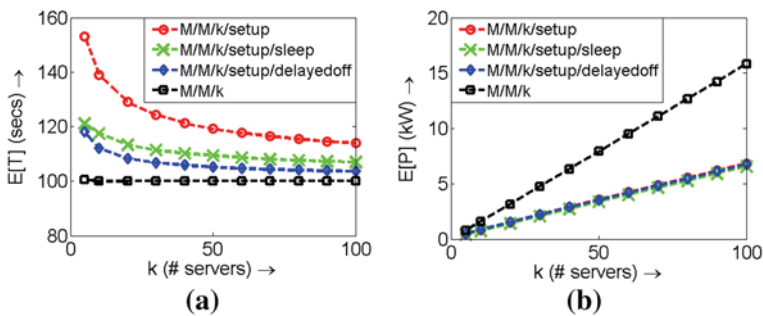 160
140
120
100
80
0
50
100
E[T] (secs) →
k (# servers) →
M/M/k/setup
M/M/k/setup/sleep
M/M/k/setup/delayedoff
M/M/k
(a)
20
15
10
5
0
0
50
100
E[P] (kW) →
k (# servers) →
M/M/k/setup
M/M/k/setup/sleep
M/M/k/setup/delayedoff
M/M/k
(b)